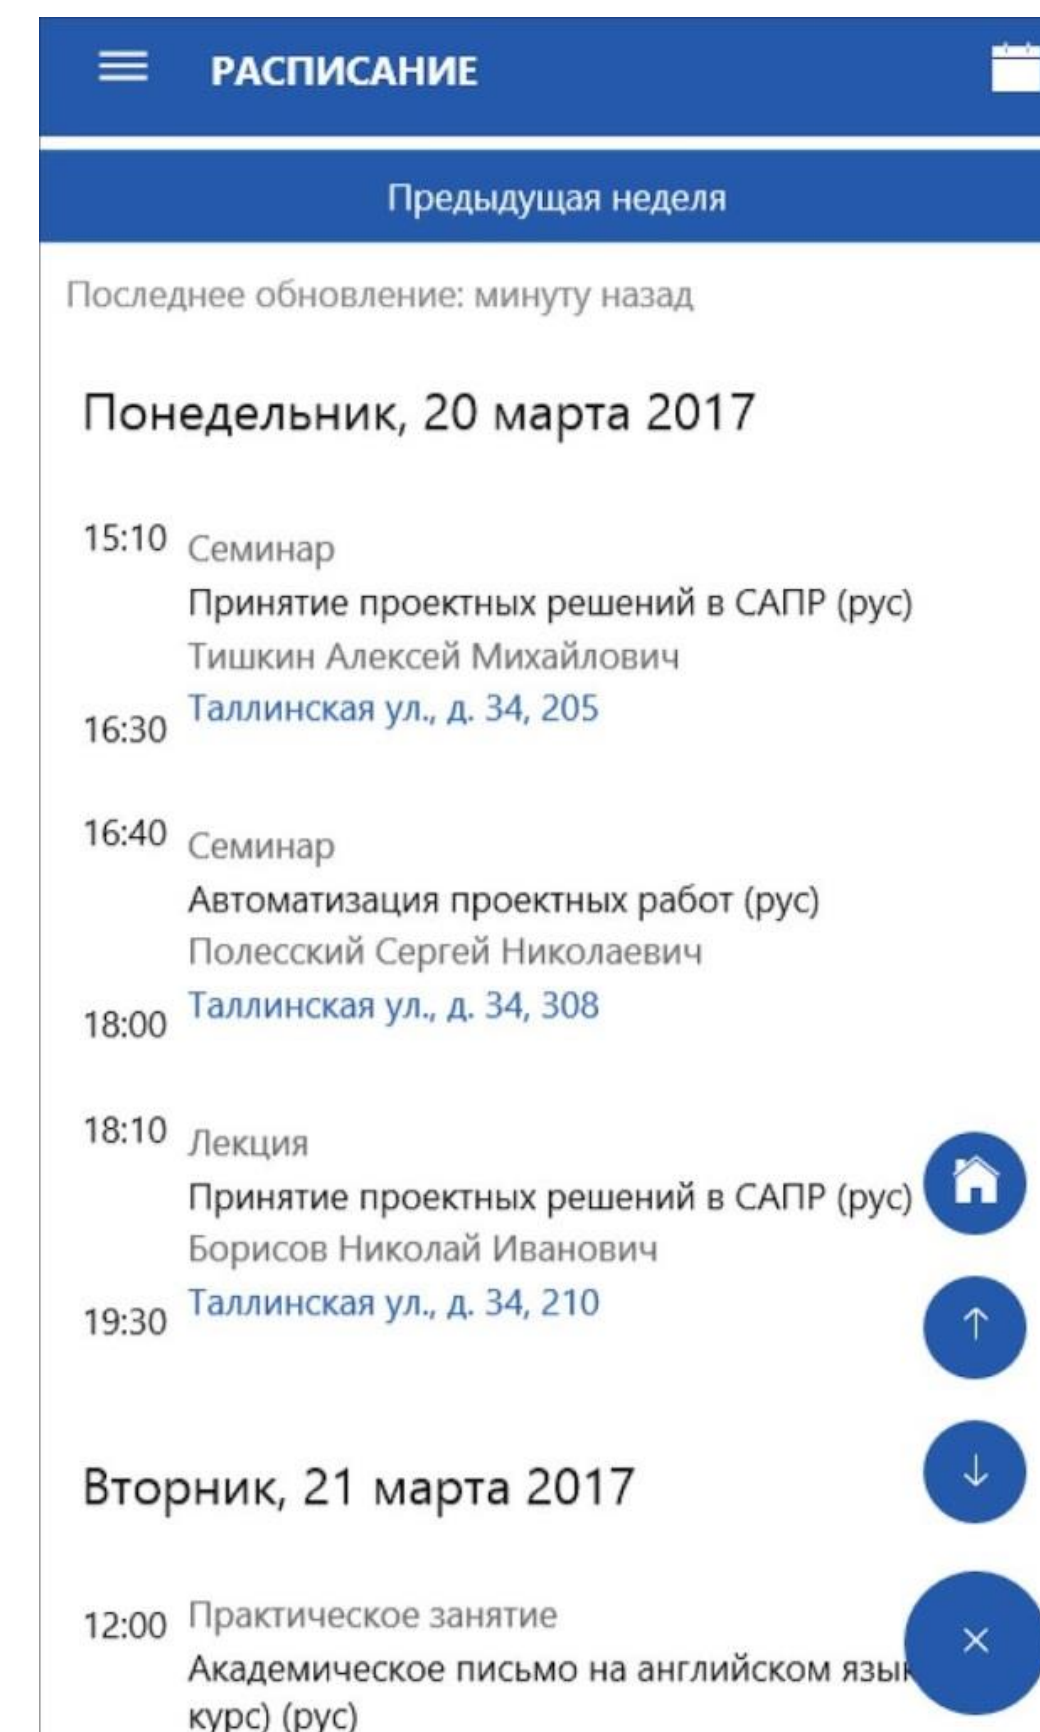 РАСПИСАНИЕ
Предыдущая неделя
Последнее обновление: минуту назад
Понедельник, 20 марта 2017
15:10
Семинар
Принятие проектных решений в САПР (рус)
Тишкин Алексей Михайлович
Таллинская ул., д. 34, 205
16:30
16:40
Семинар
Автоматизация проектных работ (рус)
Полесский Сергей Николаевич
Таллинская ул., д. 34, 308
18:00
18:10
Лекция
Принятие проектных решений в САПР (рус)
Борисов Николай Иванович
Таллинская ул., д. 34, 210
19:30
Вторник, 21 марта 2017
12:00
Практическое занятие
Академическое письмо на английском
курс) (рус)